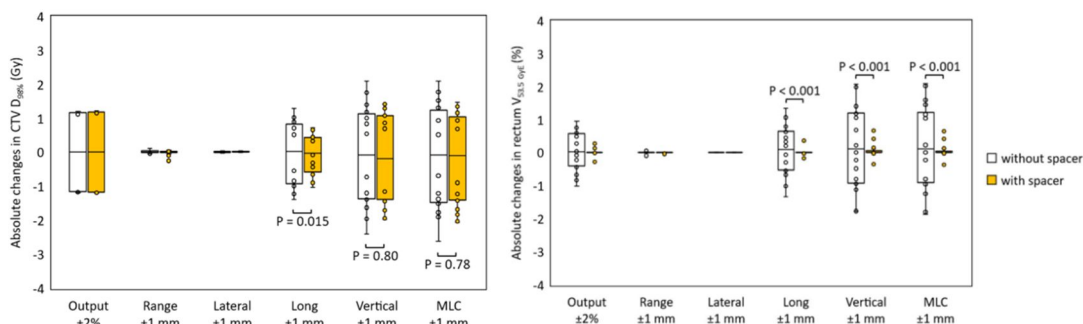 Absolute changes in CTV D98% (Gy)
4
3
2
1
0
-1
-2
-3
-4
P = 0.015
P = 0.80
P = 0.78
Output Range Lateral Long Vertical MLC
±2% ±1 mm ±1 mm ±1 mm ±1 mm ±1 mm
Absolute changes in rectum V53.5 GyE (%)
4
3
2
1
0
-1
-2
-3
-4
P < 0.001
P < 0.001
P < 0.001
Output Range Lateral Long Vertical MLC
±2% ±1 mm ±1 mm ±1 mm ±1 mm ±1 mm
without spacer
with spacer